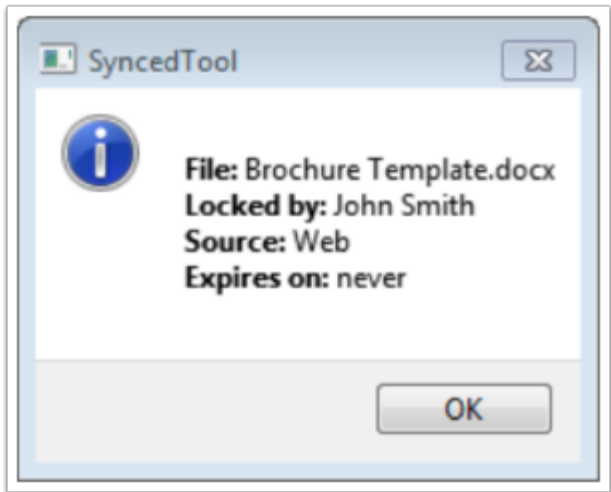 SyncedTool
File: Brochure Template.docx
Locked by: John Smith
Source: Web
Expires on: never
OK